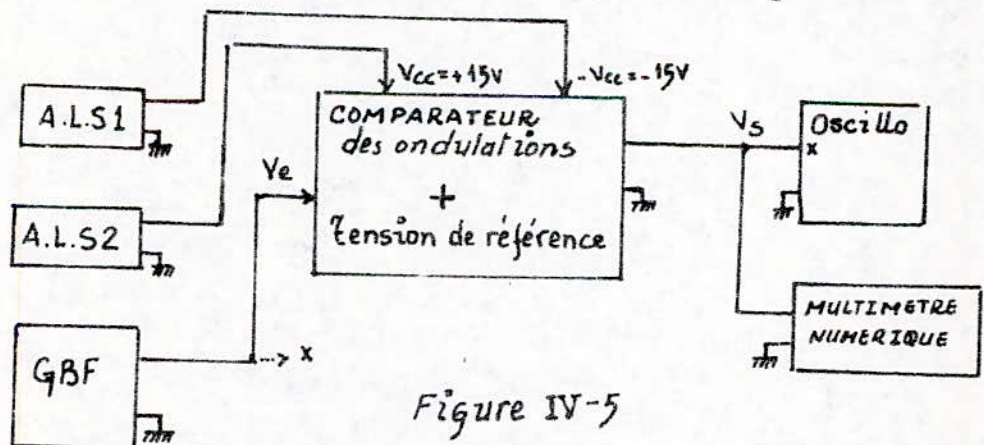 Vcc=+15V
-Vcc=-15V
A.L.S1
COMPARATEUR
des ondulations
+
Tension de référence
Vs
Oscillo
x
Ve
A.L.S2
MULTIMETRE
NUMERIQUE
GBF
x
Figure IV-5